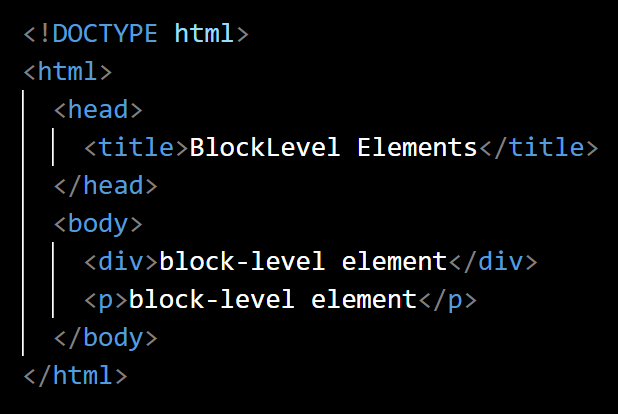 <!DOCTYPE html>
<html>
<head>
<title>BlockLevel Elements</title>
</head>
<body>
<div>block-level element</div>
<p>block-level element</p>
</body>
</html>